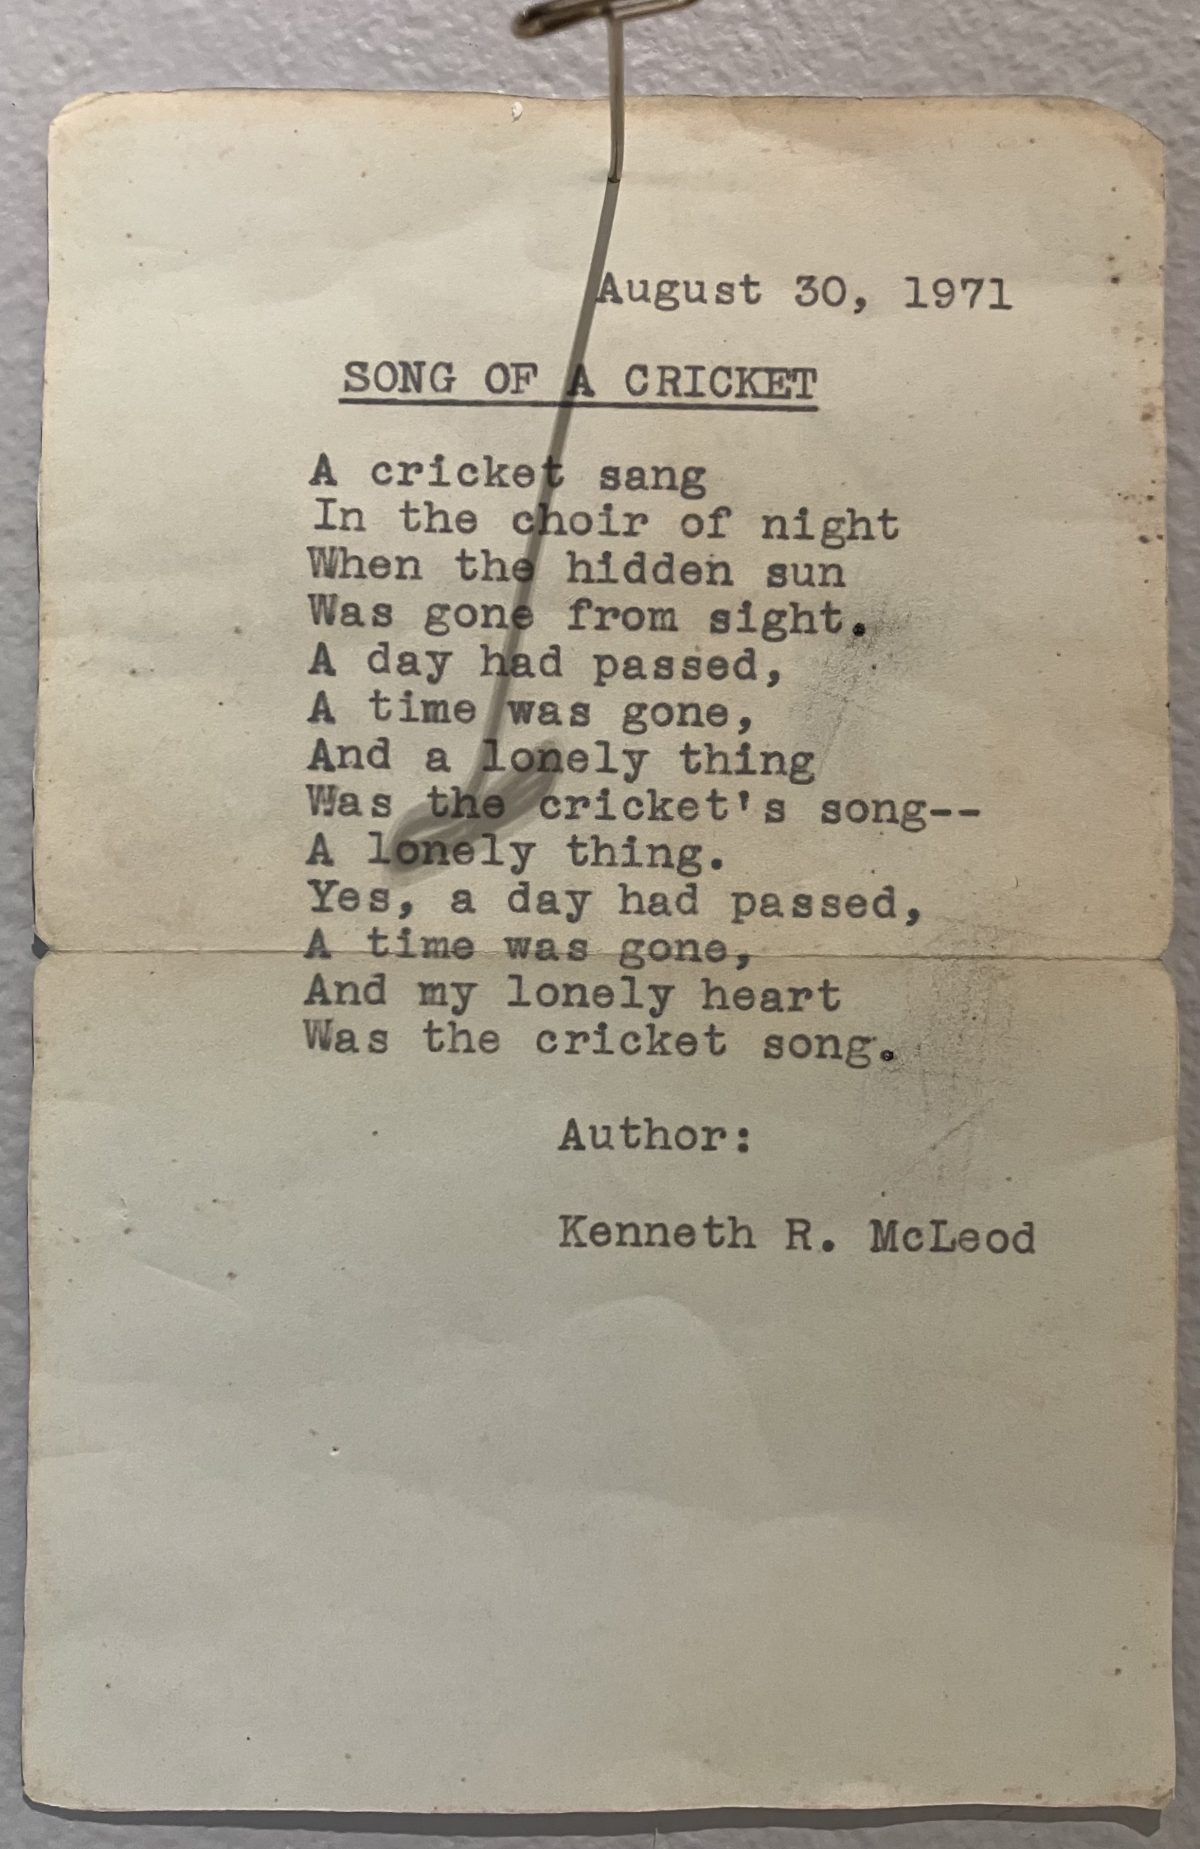 August 30, 1971
SONG OF A CRICKET
A cricket sang
In the choir of night
When the hidden sun
Was gone from sight.
A day had passed,
A time was gone,
And a lonely thing
Was the cricket's song--
A lonely thing.
Yes, a day had passed,
A time was gone,
And my lonely heart
Was the cricket song.
Author:
Kenneth R. McLeod